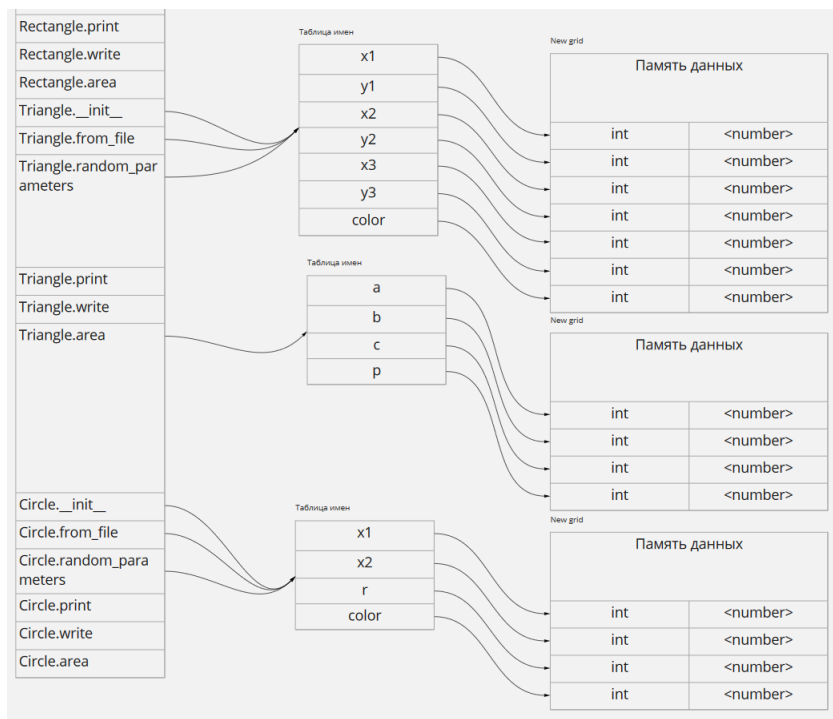 Rectangle.print
Rectangle.write
Rectangle.area
Triangle.__init__
Triangle.from_file
Triangle.random_par
ameters
Triangle.print
Triangle.write
Triangle.area
Circle.__init__
Circle.from_file
Circle.random_para
meters
Circle.print
Circle.write
Circle.area
Таблица имен
x1
y1
x2
y2
x3
y3
color
New grid
Память данных
int <number>
int <number>
int <number>
int <number>
int <number>
int <number>
int <number>
Таблица имен
a
b
c
p
New grid
Память данных
int <number>
int <number>
int <number>
int <number>
Таблица имен
x1
x2
r
color
New grid
Память данных
int <number>
int <number>
int <number>
int <number>